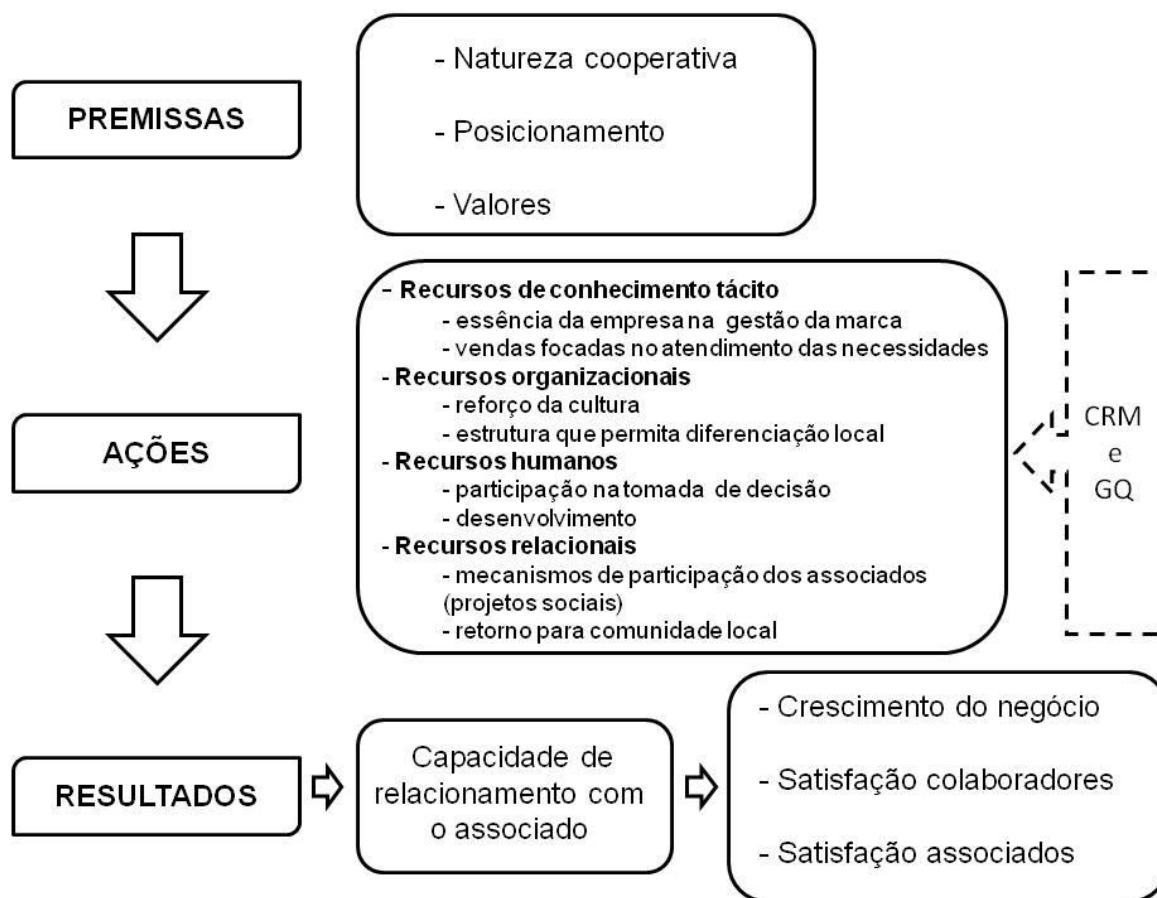 PREMISSAS
- Natureza cooperativa
- Posicionamento
- Valores
AÇÕES
- Recursos de conhecimento tácito
- essência da empresa na gestão da marca
- vendas focadas no atendimento das necessidades
- Recursos organizacionais
- reforço da cultura
- estrutura que permita diferenciação local
- Recursos humanos
- participação na tomada de decisão
- desenvolvimento
- Recursos relacionais
- mecanismos de participação dos associados
(projetos sociais)
- retorno para comunidade local
CRM
e
GQ
RESULTADOS
Capacidade de
relacionamento com
o associado
- Crescimento do negócio
- Satisfação colaboradores
- Satisfação associados